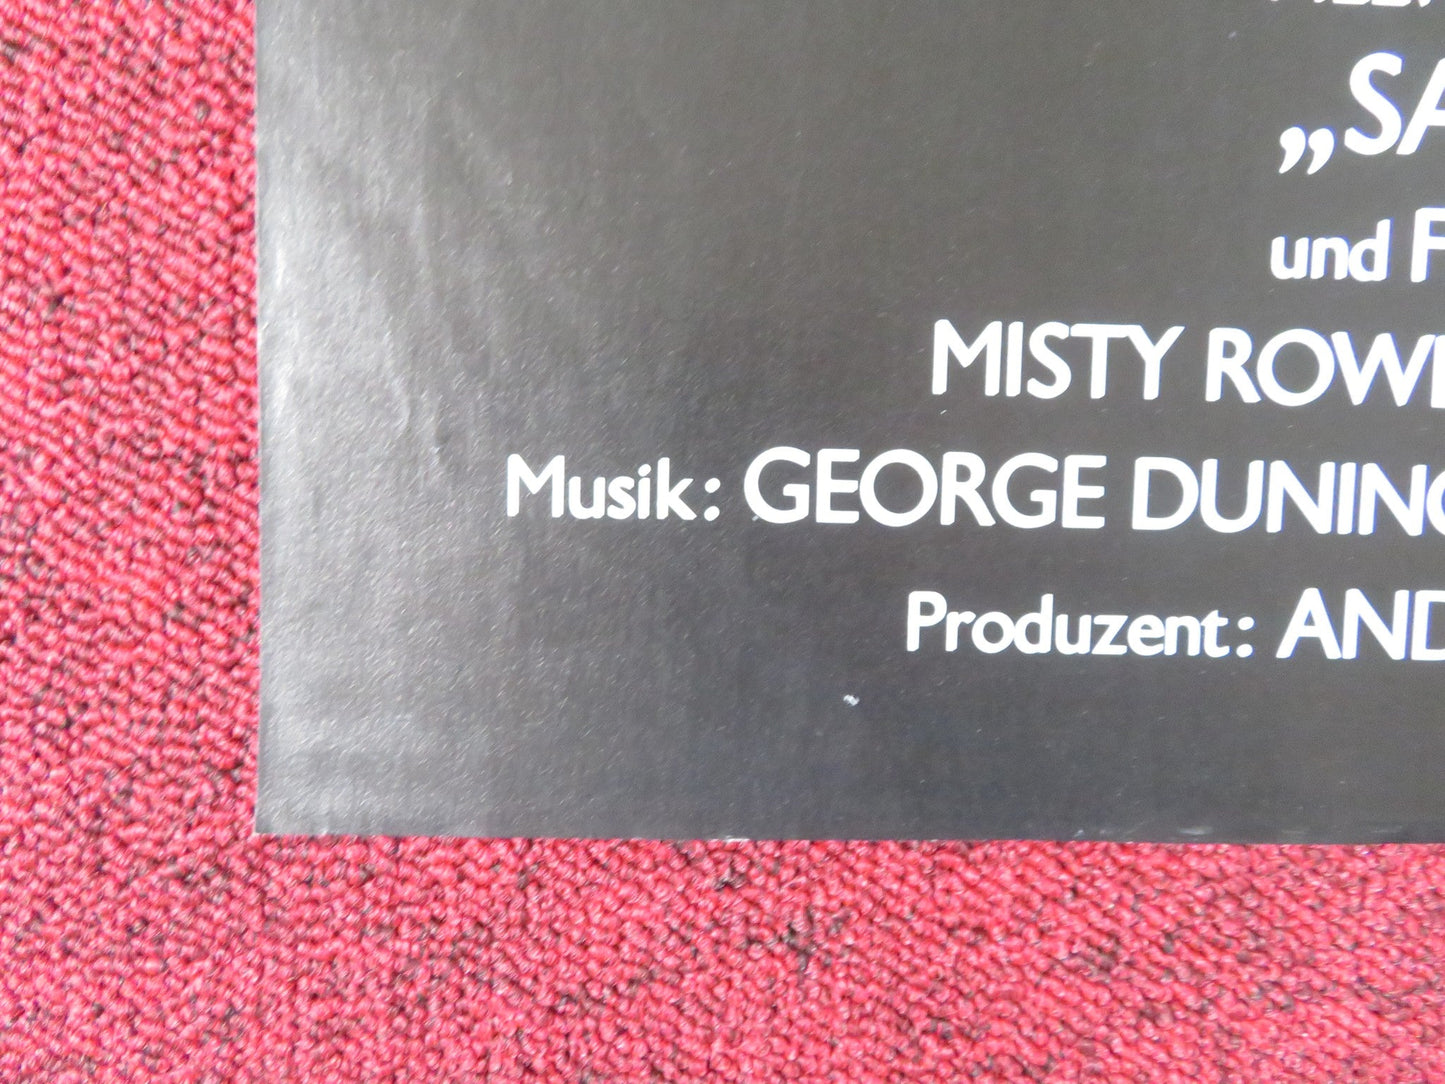 „SA
und F
MISTY ROWE
Musik: GEORGE DUNING
Produzent: AND